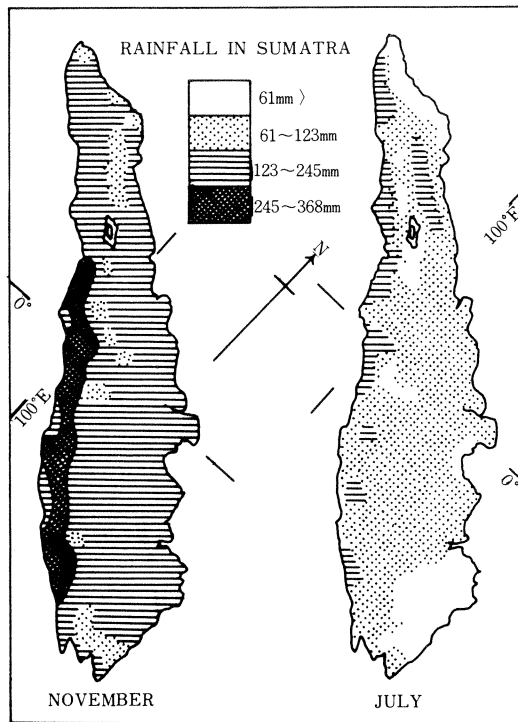 RAINFALL IN SUMATRA
61mm 〉
61~123mm
123~245mm
245~368mm
N
100°E
0°
100°E
0°
NOVEMBER
JULY